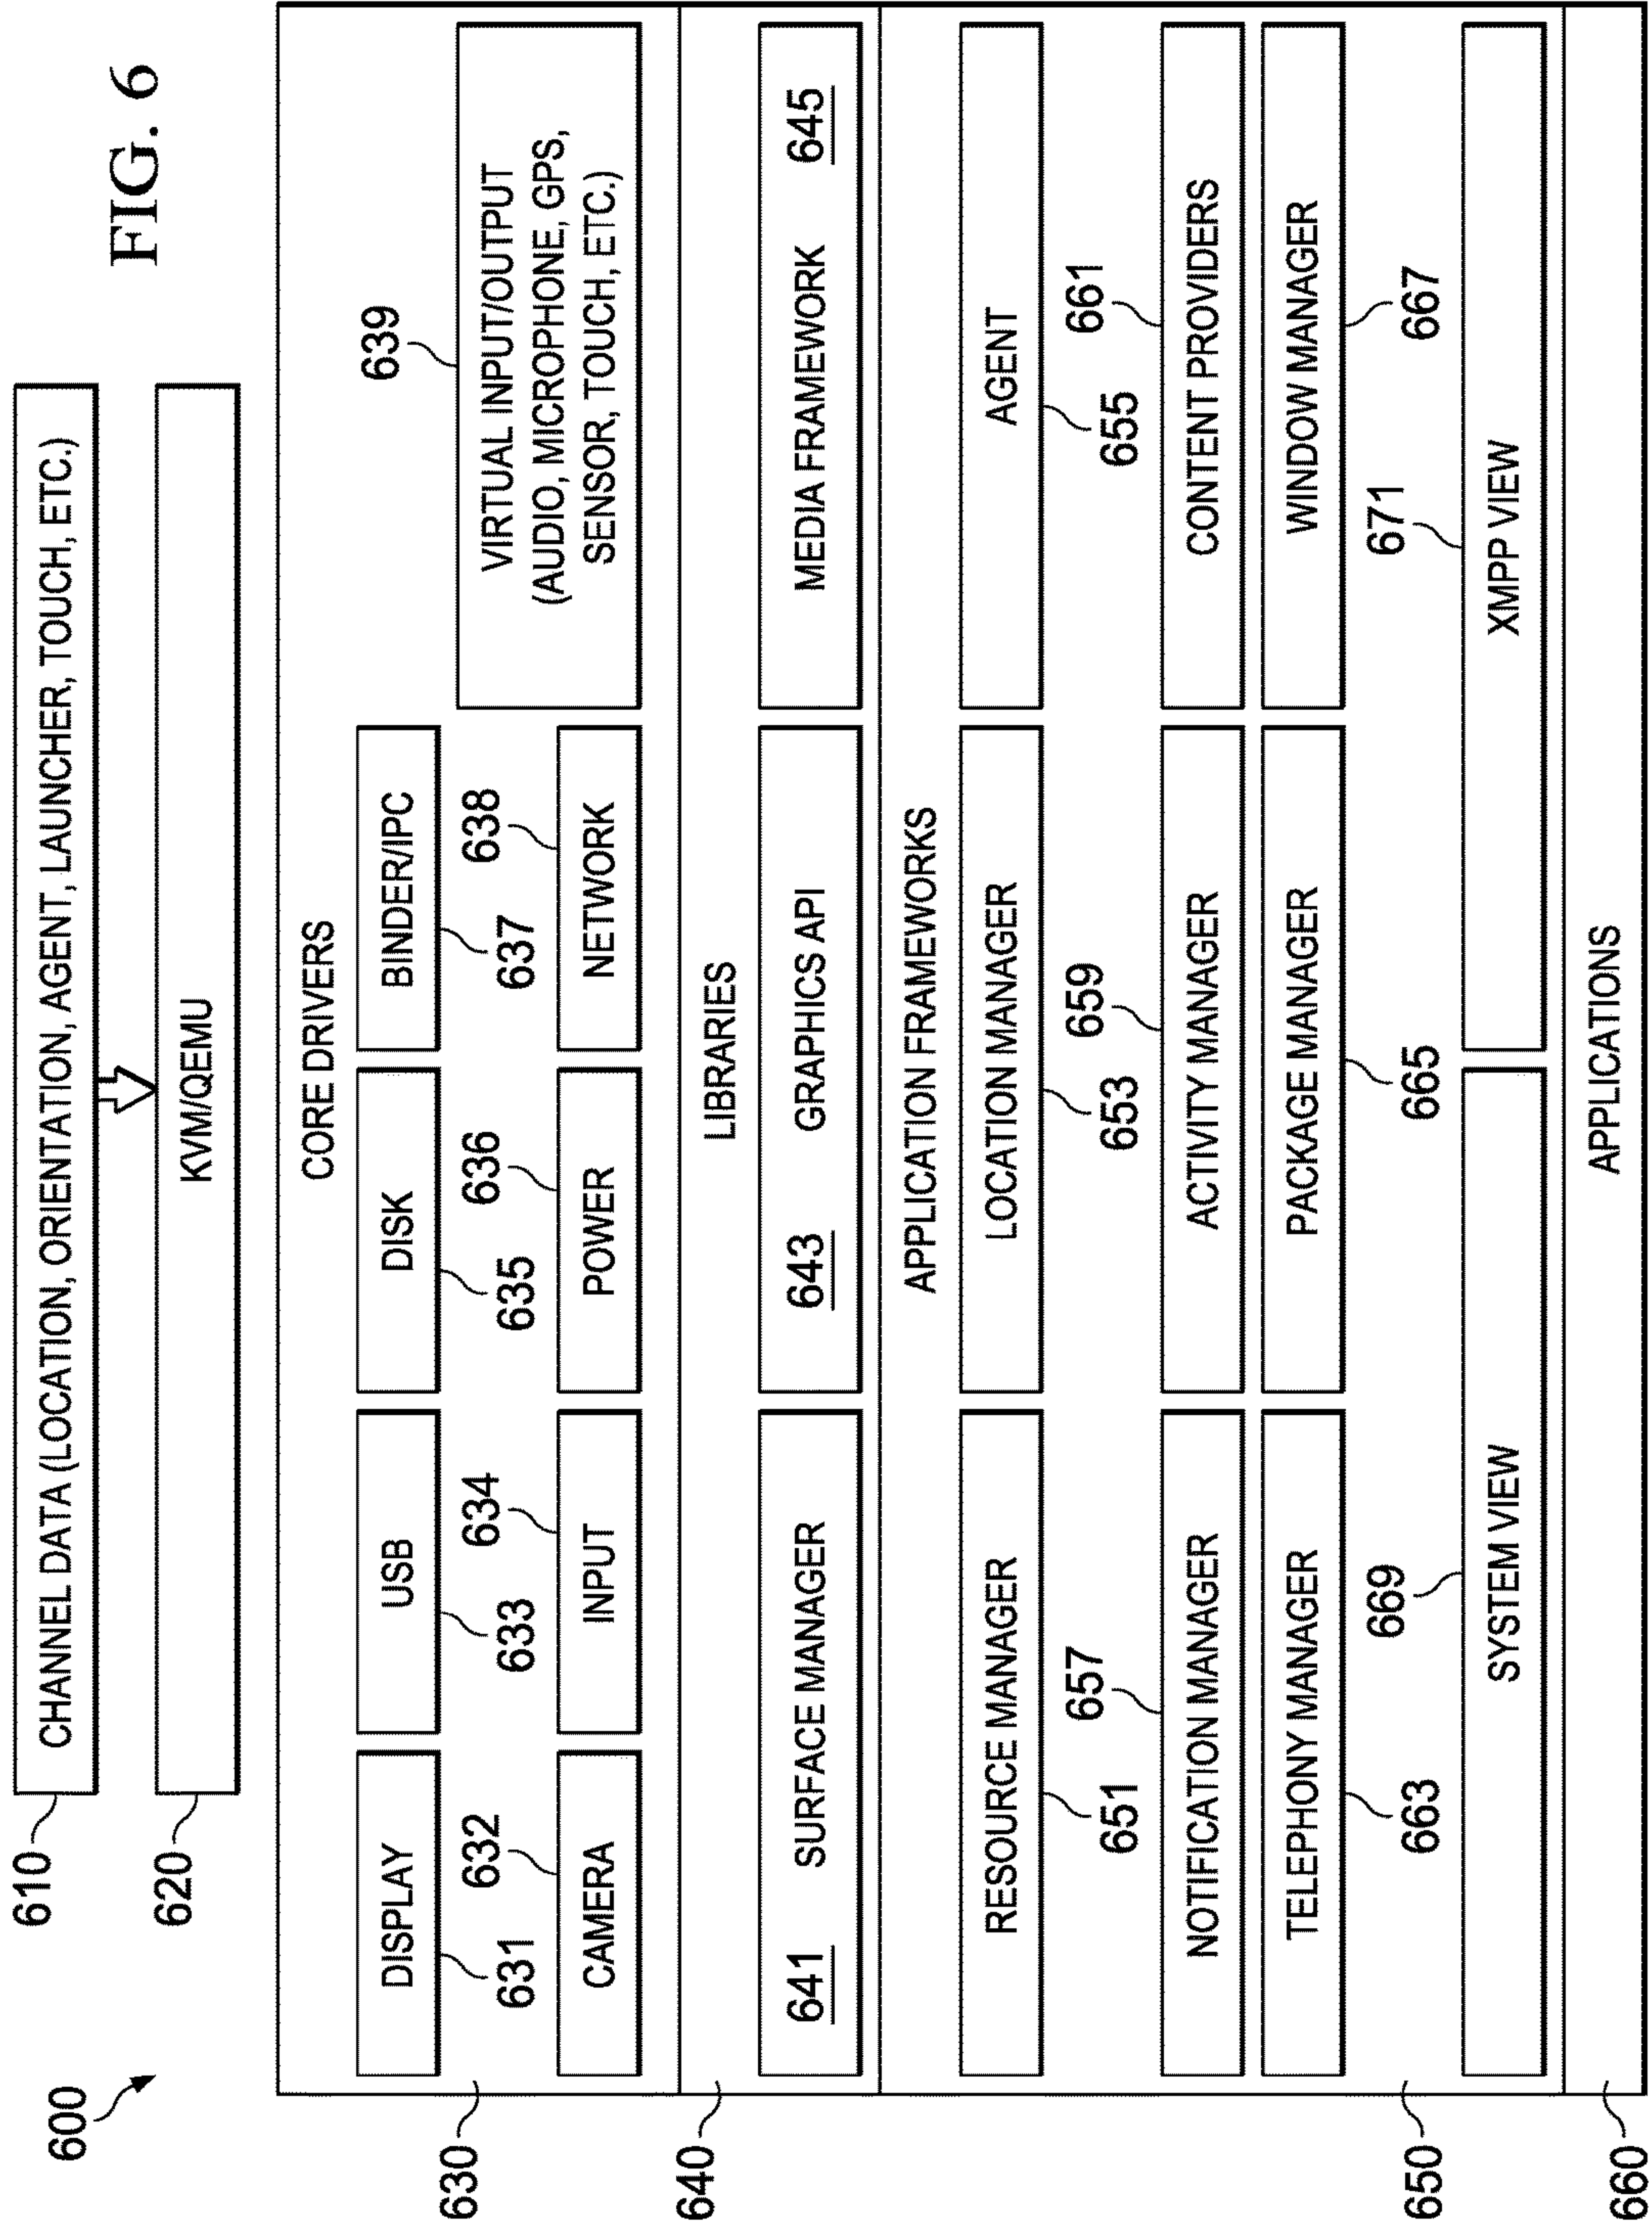 FIG. 6
600
610
CHANNEL DATA (LOCATION, ORIENTATION, AGENT, LAUNCHER, TOUCH, ETC.)
620
KVM/QEMU
630
CORE DRIVERS
DISPLAY
631
USB
633
DISK
635
BINDER/IPC
637
632
CAMERA
634
INPUT
636
POWER
638
NETWORK
639
VIRTUAL INPUT/OUTPUT
(AUDIO, MICROPHONE, GPS,
SENSOR, TOUCH, ETC.)
640
LIBRARIES
641 SURFACE MANAGER
643 GRAPHICS API
MEDIA FRAMEWORK 645
650
APPLICATION FRAMEWORKS
RESOURCE MANAGER
651
LOCATION MANAGER
653
AGENT
655
657
NOTIFICATION MANAGER
659
ACTIVITY MANAGER
661
CONTENT PROVIDERS
TELEPHONY MANAGER
663
PACKAGE MANAGER
665
WINDOW MANAGER
667
669
SYSTEM VIEW
671
XMPP VIEW
660
APPLICATIONS